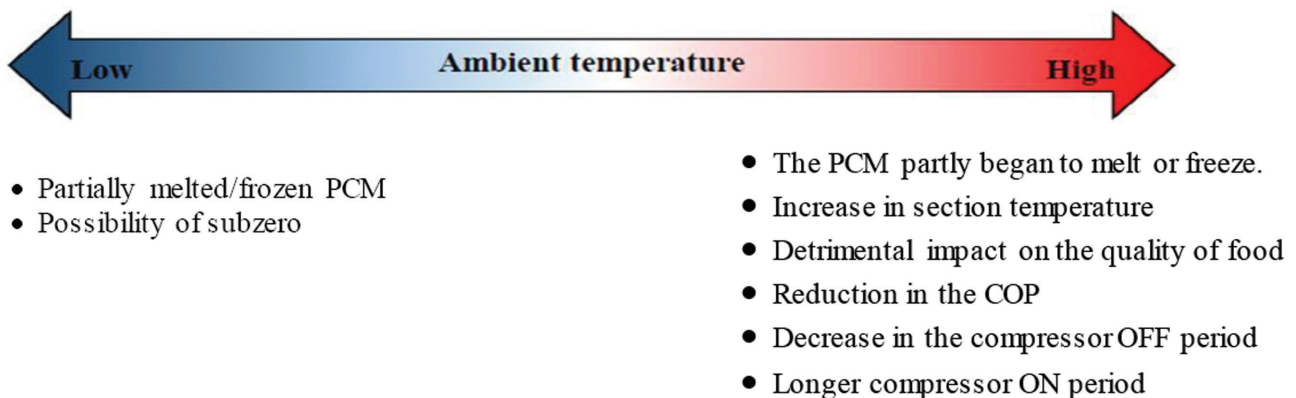 Low
Ambient temperature
High
• Partially melted/frozen PCM
• Possibility of subzero
• The PCM partly began to melt or freeze.
• Increase in section temperature
• Detrimental impact on the quality of food
• Reduction in the COP
• Decrease in the compressor OFF period
• Longer compressor ON period